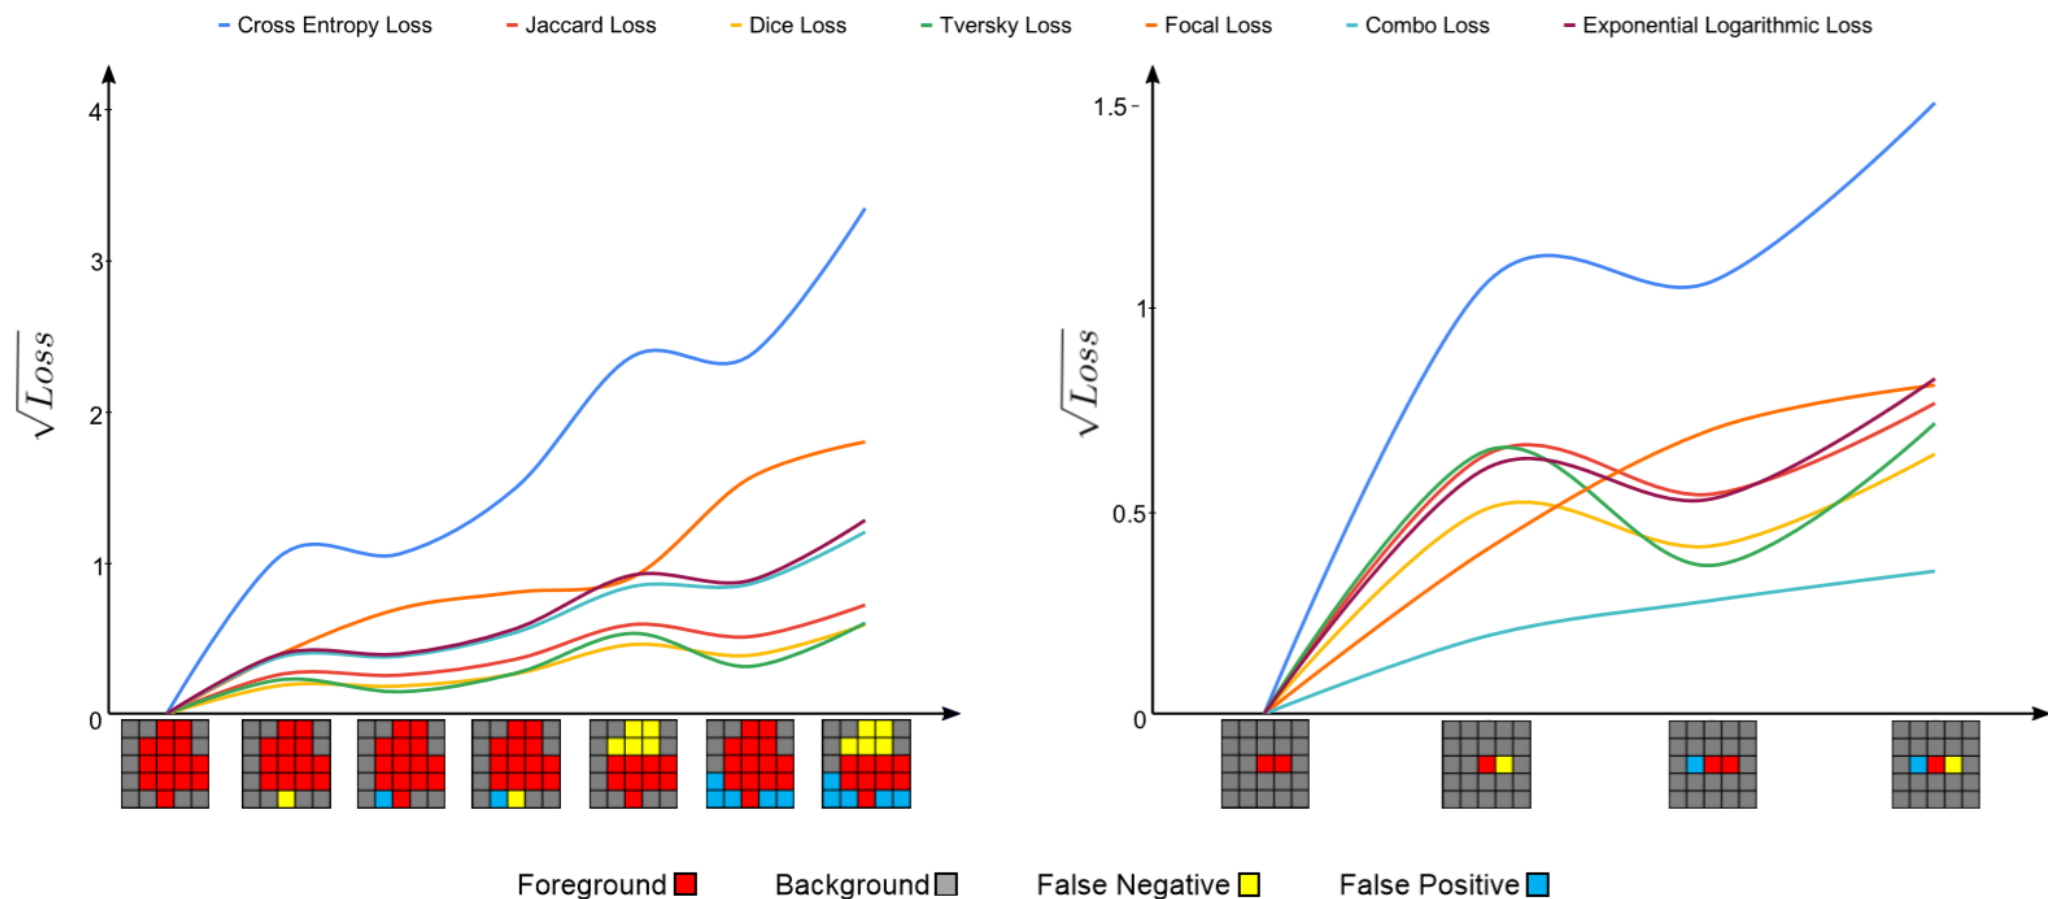 Cross Entropy Loss Jaccard Loss Dice Loss Tversky Loss Focal Loss Combo Loss Exponential Logarithmic Loss
4
3
2
1
0
√Loss
1.5
1
0.5
0
√Loss
Foreground Background False Negative False Positive